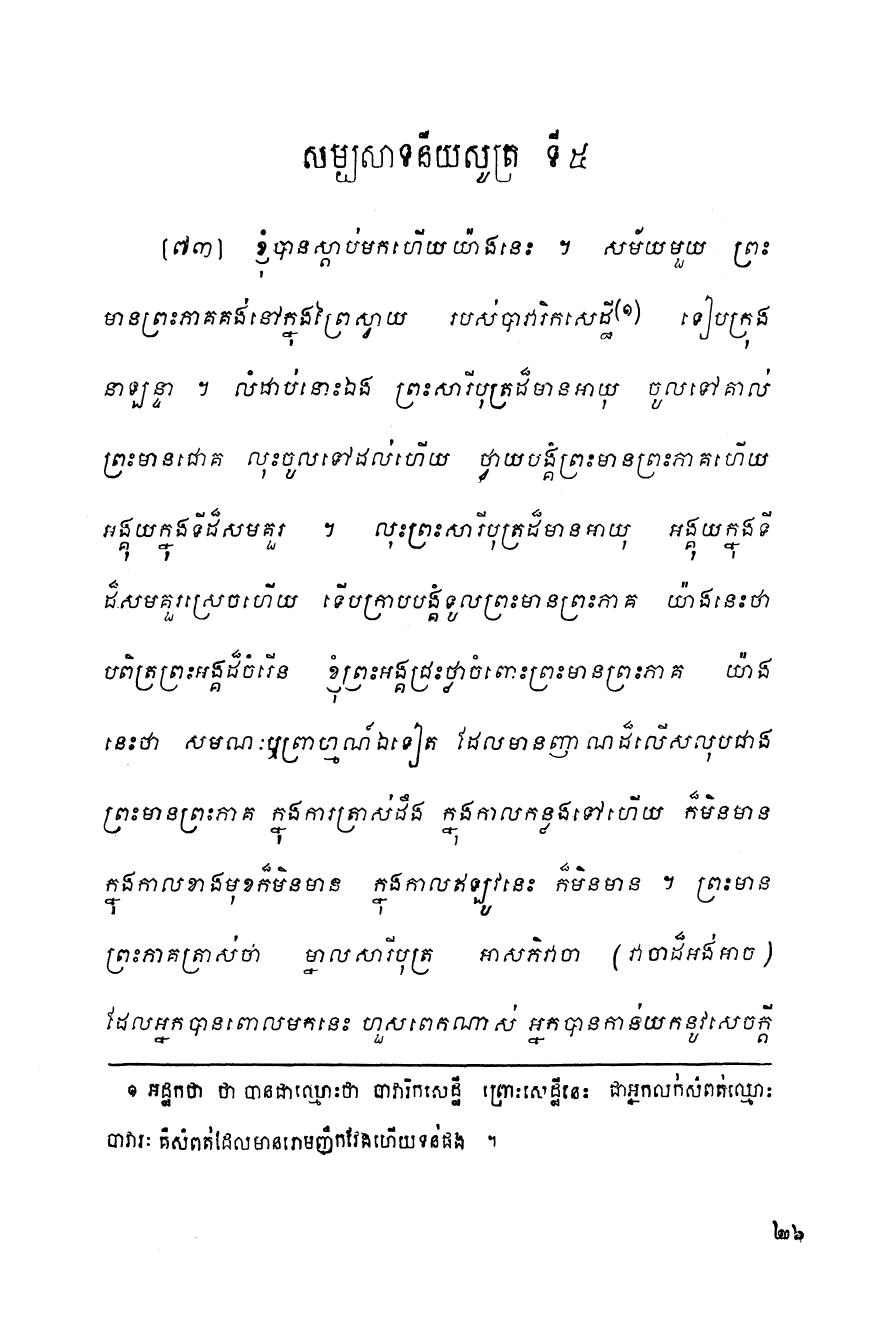 សម្បសាទនីយសូត្រ ទី ៥
[៧៣] ខ្ញុំបានស្តាប់មកហើយយ៉ាងនេះ ។ សម័យមួយ ព្រះ
មានព្រះភាគគង់នៅក្នុងព្រៃស្វាយ របស់បាវារិកសេដ្ឋី(១) ទៀបក្រុង
នាឡន្ទា ។ លំដាប់នោះឯង ព្រះសារីបុត្រដ៏មានអាយុ ចូលទៅគាល់
ព្រះមានជោគ លុះចូលទៅដល់ហើយ ថ្វាយបង្គំព្រះមានព្រះភាគហើយ
អង្គុយក្នុងទីដ៏សមគួរ ។ លុះព្រះសារីបុត្រដ៏មានអាយុ អង្គុយក្នុងទី
ដ៏សមគួរស្រេចហើយ ទើបក្រាបបង្គំទូលព្រះមានព្រះភាគ យ៉ាងនេះថា
បពិត្រព្រះអង្គដ៏ចំរើន ខ្ញុំព្រះអង្គជ្រះថ្លាចំពោះព្រះមានព្រះភាគ យ៉ាង
នេះថា សមណៈឬព្រាហ្មណ៍ឯទៀត ដែលមានញាណដ៏លើសលុបជាង
ព្រះមានព្រះភាគ ក្នុងការត្រាស់ដឹង ក្នុងកាលកន្លងទៅហើយ ក៏មិនមាន
ក្នុងកាលខាងមុខក៏មិនមាន ក្នុងកាលឥឡូវនេះ ក៏មិនមាន ។ ព្រះមាន
ព្រះភាគត្រាស់ថា ម្នាលសារីបុត្រ អាសភិវាចា (វាចាដ៏អង់អាច)
ដែលអ្នកបានពោលមកនេះ ហួសពេកណាស់ អ្នកបានកាន់យកនូវសេចក្តី
១ អដ្ឋកថា ថា បានជាឈ្មោះថា បាវារិកសេដ្ឋី ព្រោះសេដ្ឋីនេះ ជាអ្នកលក់សំពត់ឈ្មោះ
បាវារៈ គឺសំពត់ដែលមានរោមញឹកវែងហើយទន់ផង ។
២៦